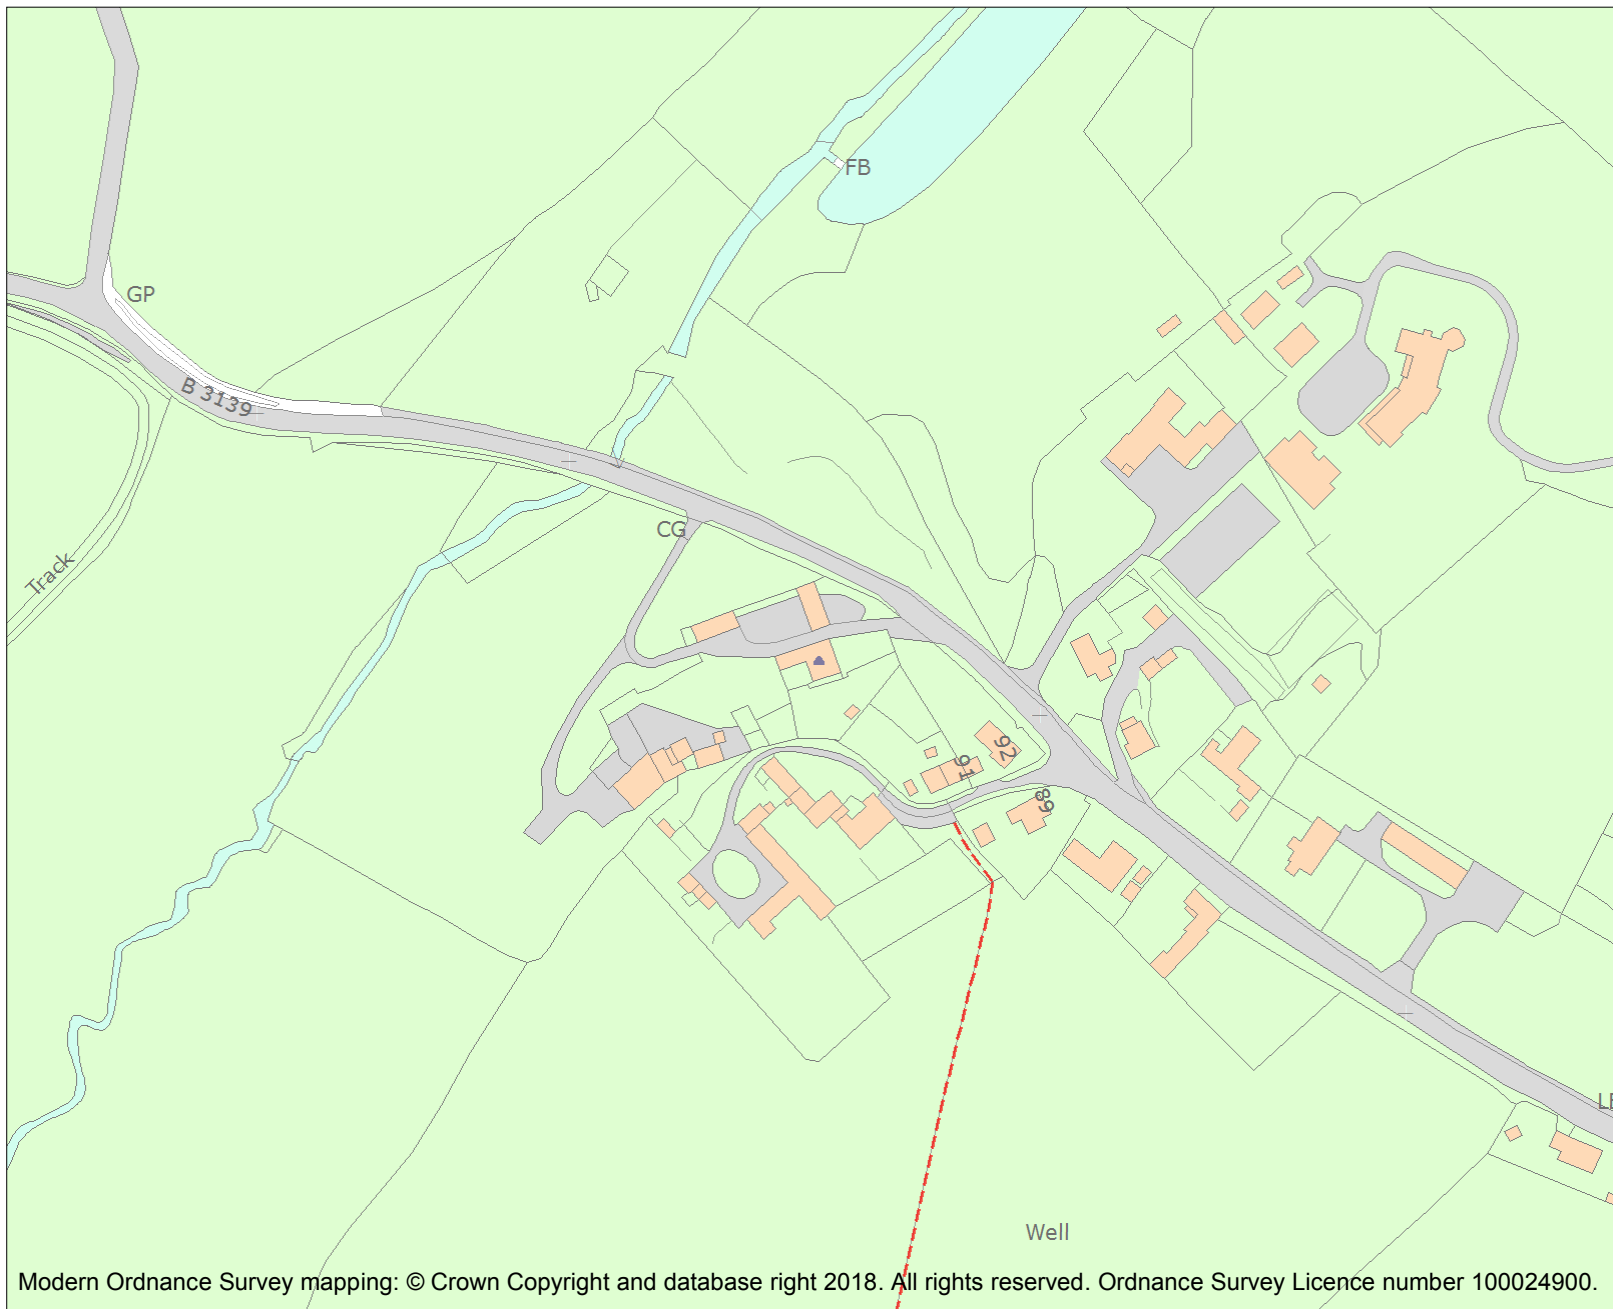 FB
GP
B 3139
CG
Track
92
91
89
LB
Well
Modern Ordnance Survey mapping: © Crown Copyright and database right 2018. All rights reserved. Ordnance Survey Licence number 100024900.